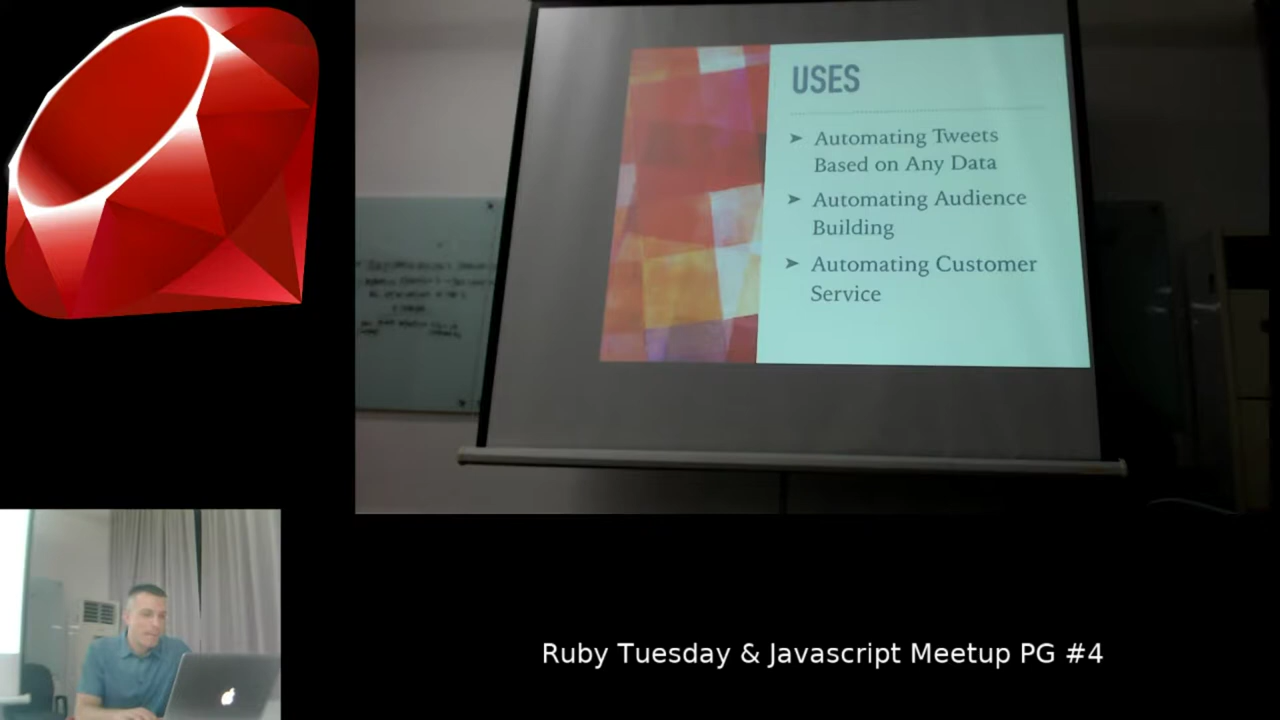 USES
➤ Automating Tweets
Based on Any Data
➤ Automating Audience
Building
➤ Automating Customer
Service
Ruby Tuesday & Javascript Meetup PG #4